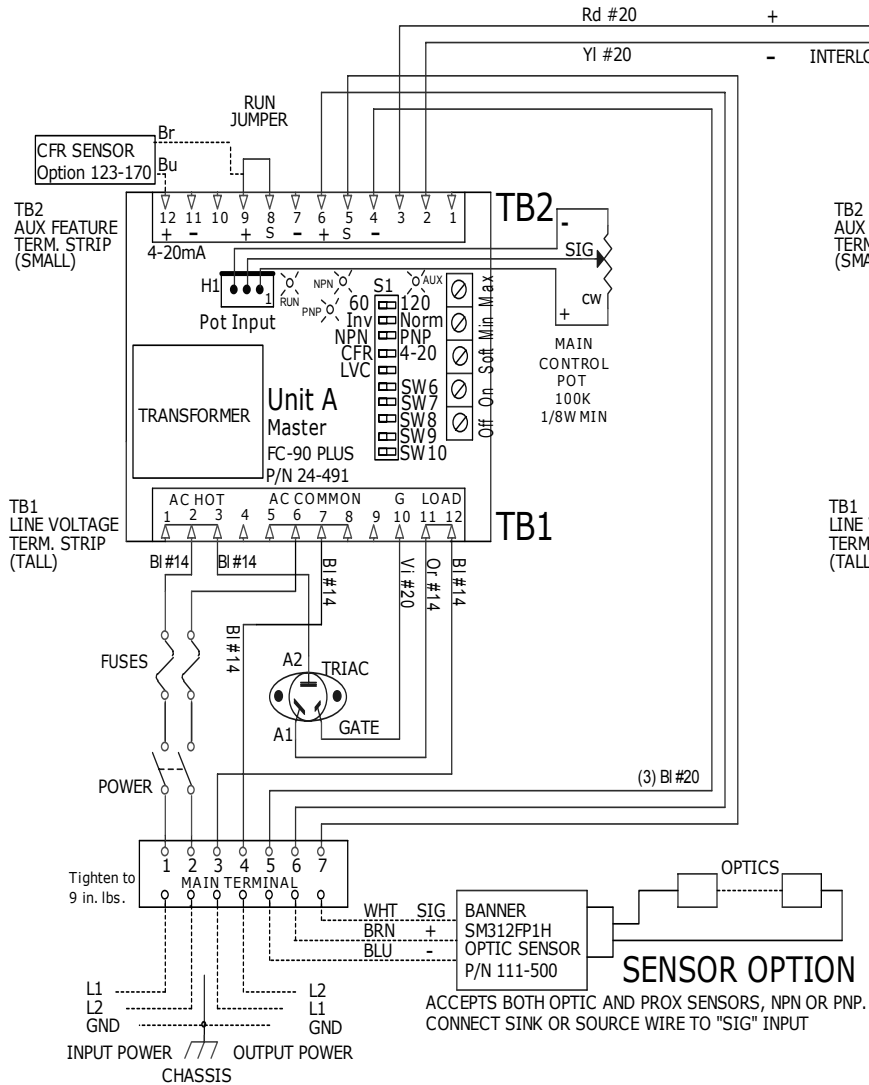 Rd #20 +
Yl #20 - INTERLO
RUN
JUMPER
Br
CFR SENSOR
Option 123-170
Bu
TB2
AUX FEATURE
TERM. STRIP
(SMALL)
12 11 10 9 8 7 6 5 4 3 2 1
+ - + S - + S -
TB2
4-20mA
H1
1
Pot Input
RUN
NPN
PNP
AUX
S1
60 120
Inv Norm
NPN PNP
CFR 4-20
LVC
SW6
SW7
SW8
SW9
SW10
Off On Soft Min Max
-
SIG
cw
+
MAIN
CONTROL
POT
100K
1/8W MIN
TB2
AUX
TERM
(SMA
TRANSFORMER
Unit A
Master
FC-90 PLUS
P/N 24-491
TB1
LINE VOLTAGE
TERM. STRIP
(TALL)
AC HOT AC COMMON G LOAD
1 2 3 4 5 6 7 8 9 10 11 12
TB1
TB1
LINE
TERM
(TALL
Bl #14 Bl #14
Bl #14
Bl #14
Vi #20
Or #14
Bl #14
FUSES
A2
TRIAC
GATE
A1
POWER
(3) Bl #20
1 2 3 4 5 6 7
MAIN TERMINAL
Tighten to
9 in. lbs.
OPTICS
WHT SIG
BRN +
BLU -
BANNER
SM312FP1H
OPTIC SENSOR
P/N 111-500
SENSOR OPTION
ACCEPTS BOTH OPTIC AND PROX SENSORS, NPN OR PNP.
CONNECT SINK OR SOURCE WIRE TO "SIG" INPUT
L1 L2
L2 L1
GND GND
INPUT POWER OUTPUT POWER
CHASSIS